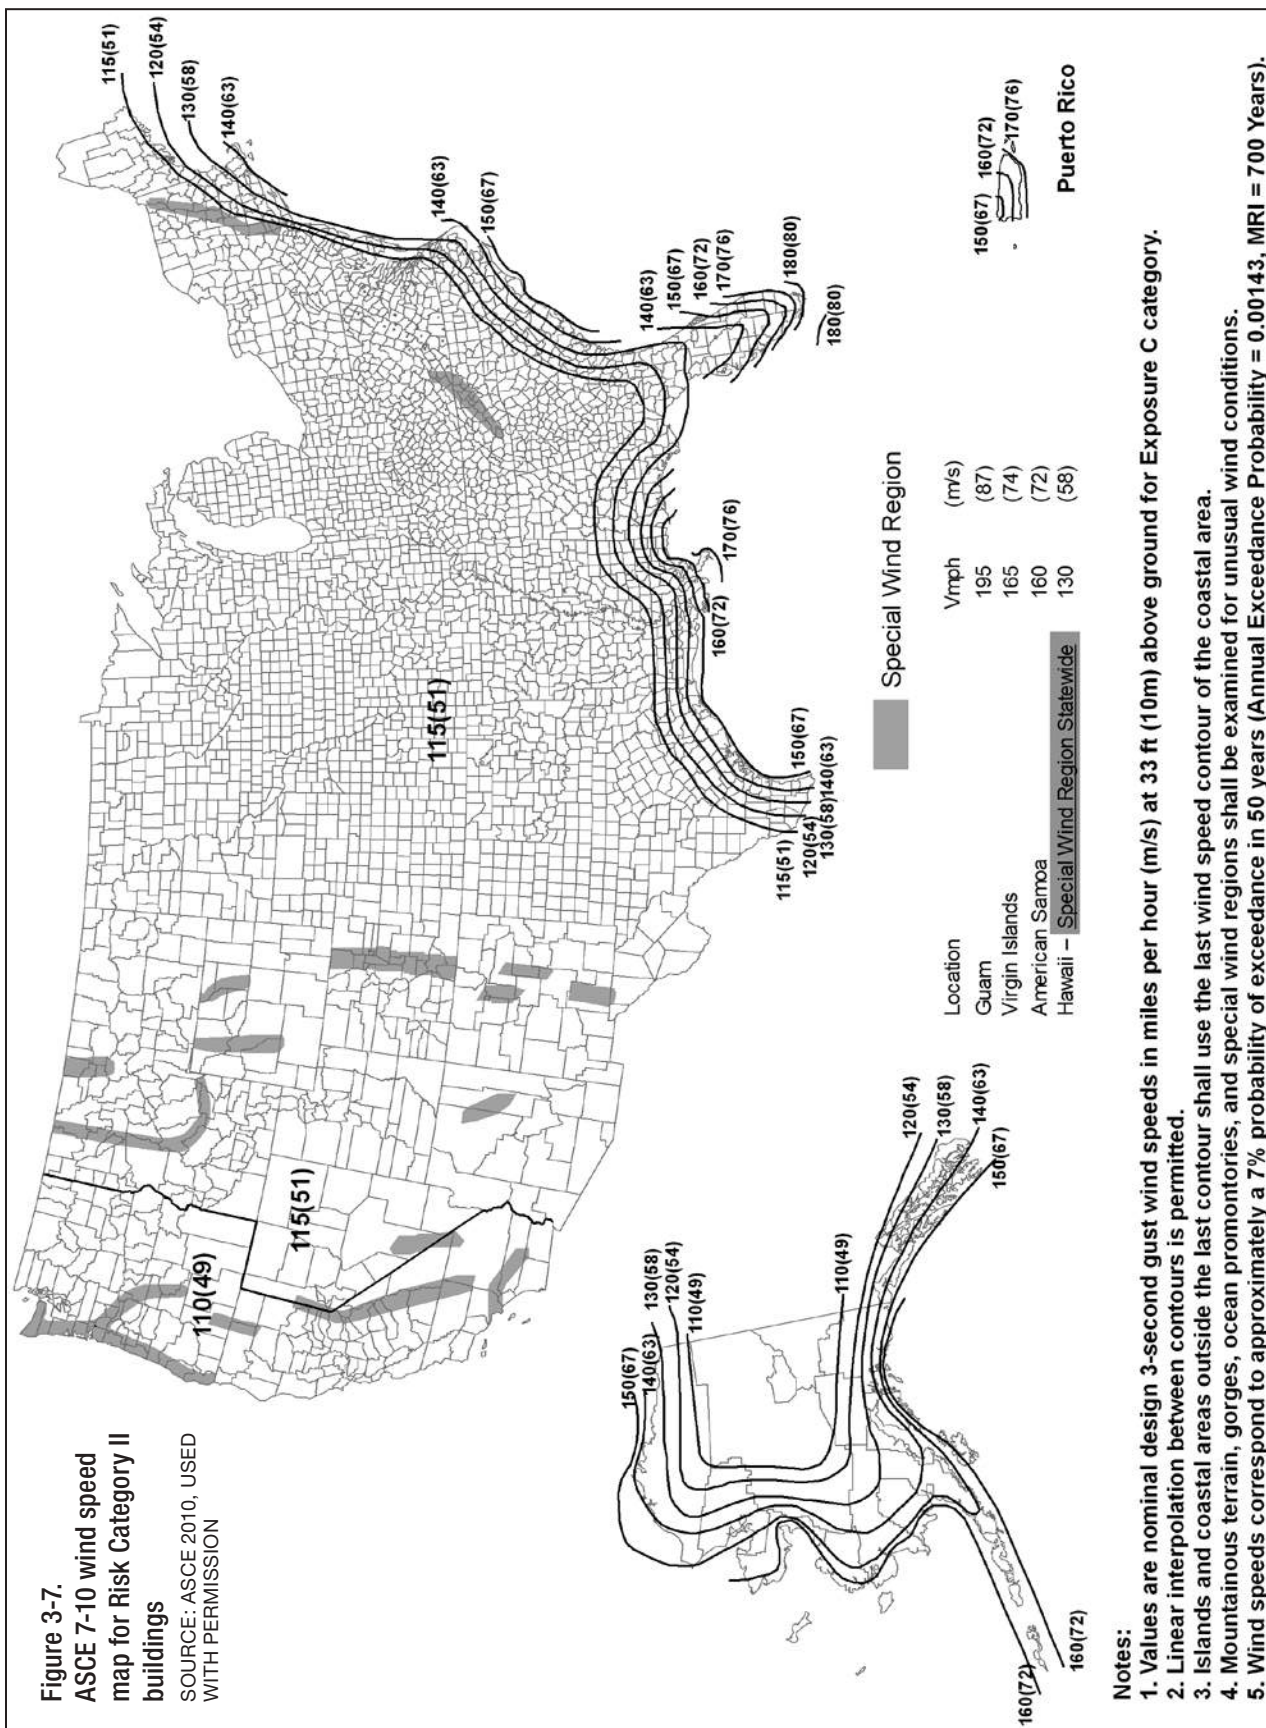 Figure 3-7.
ASCE 7-10 wind speed
map for Risk Category II
buildings
SOURCE: ASCE 2010, USED
WITH PERMISSION
110(49)
115(51)
115(51)
115(51)
120(54)
130(58)
140(63)
140(63)
150(67)
140(63)
150(67)
160(72)
170(76)
180(80)
180(80)
170(76)
160(72)
150(67)
140(63)
130(58)
120(54)
115(51)
150(67)
160(72)
170(76)
Puerto Rico
Special Wind Region
150(67)
140(63)
130(58)
120(54)
110(49)
110(49)
120(54)
130(58)
140(63)
150(67)
160(72)
160(72)
Location Vmph (m/s)
Guam 195 (87)
Virgin Islands 165 (74)
American Samoa 160 (72)
Hawaii – Special Wind Region Statewide 130 (58)
Notes:
1. Values are nominal design 3-second gust wind speeds in miles per hour (m/s) at 33 ft (10m) above ground for Exposure C category.
2. Linear interpolation between contours is permitted.
3. Islands and coastal areas outside the last contour shall use the last wind speed contour of the coastal area.
4. Mountainous terrain, gorges, ocean promontories, and special wind regions shall be examined for unusual wind conditions.
5. Wind speeds correspond to approximately a 7% probability of exceedance in 50 years (Annual Exceedance Probability = 0.00143, MRI = 700 Years).